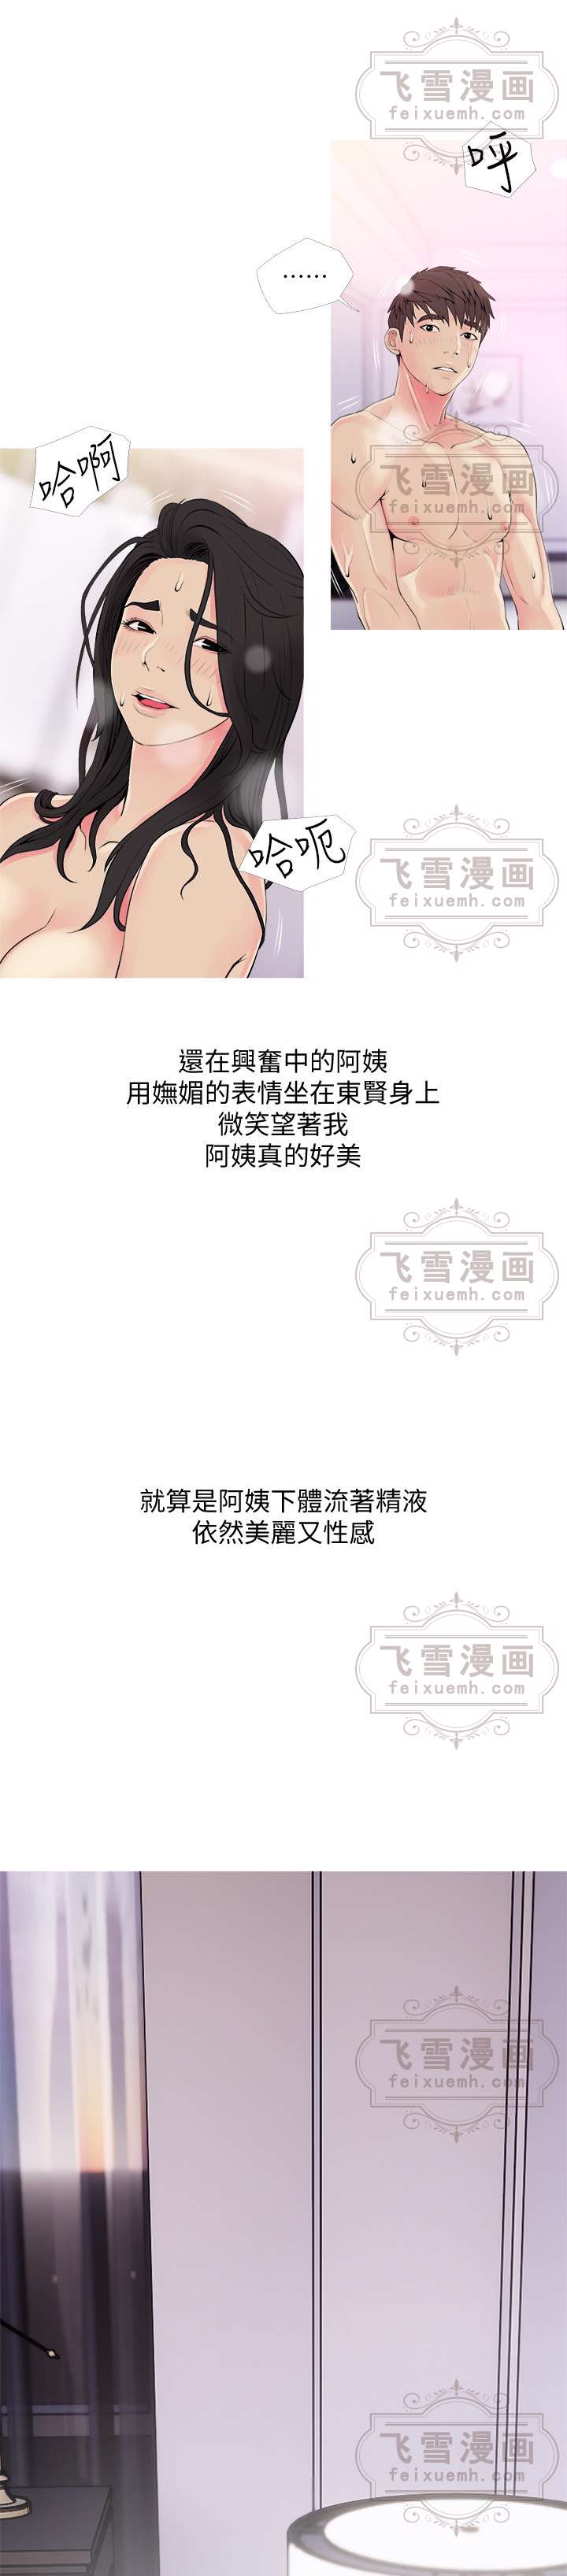 飞雪漫画
feixuemh.com
呼
……
飞雪漫画
feixuemh.com
哈啊
哈呃
飞雪漫画
feixuemh.com
還在興奮中的阿姨
用嫵媚的表情坐在東賢身上
微笑望著我
阿姨真的好美
飞雪漫画
feixuemh.com
就算是阿姨下體流著精液
依然美麗又性感
飞雪漫画
feixuemh.com
飞雪漫画
feixuemh.com
飞雪漫画
feixuemh.com